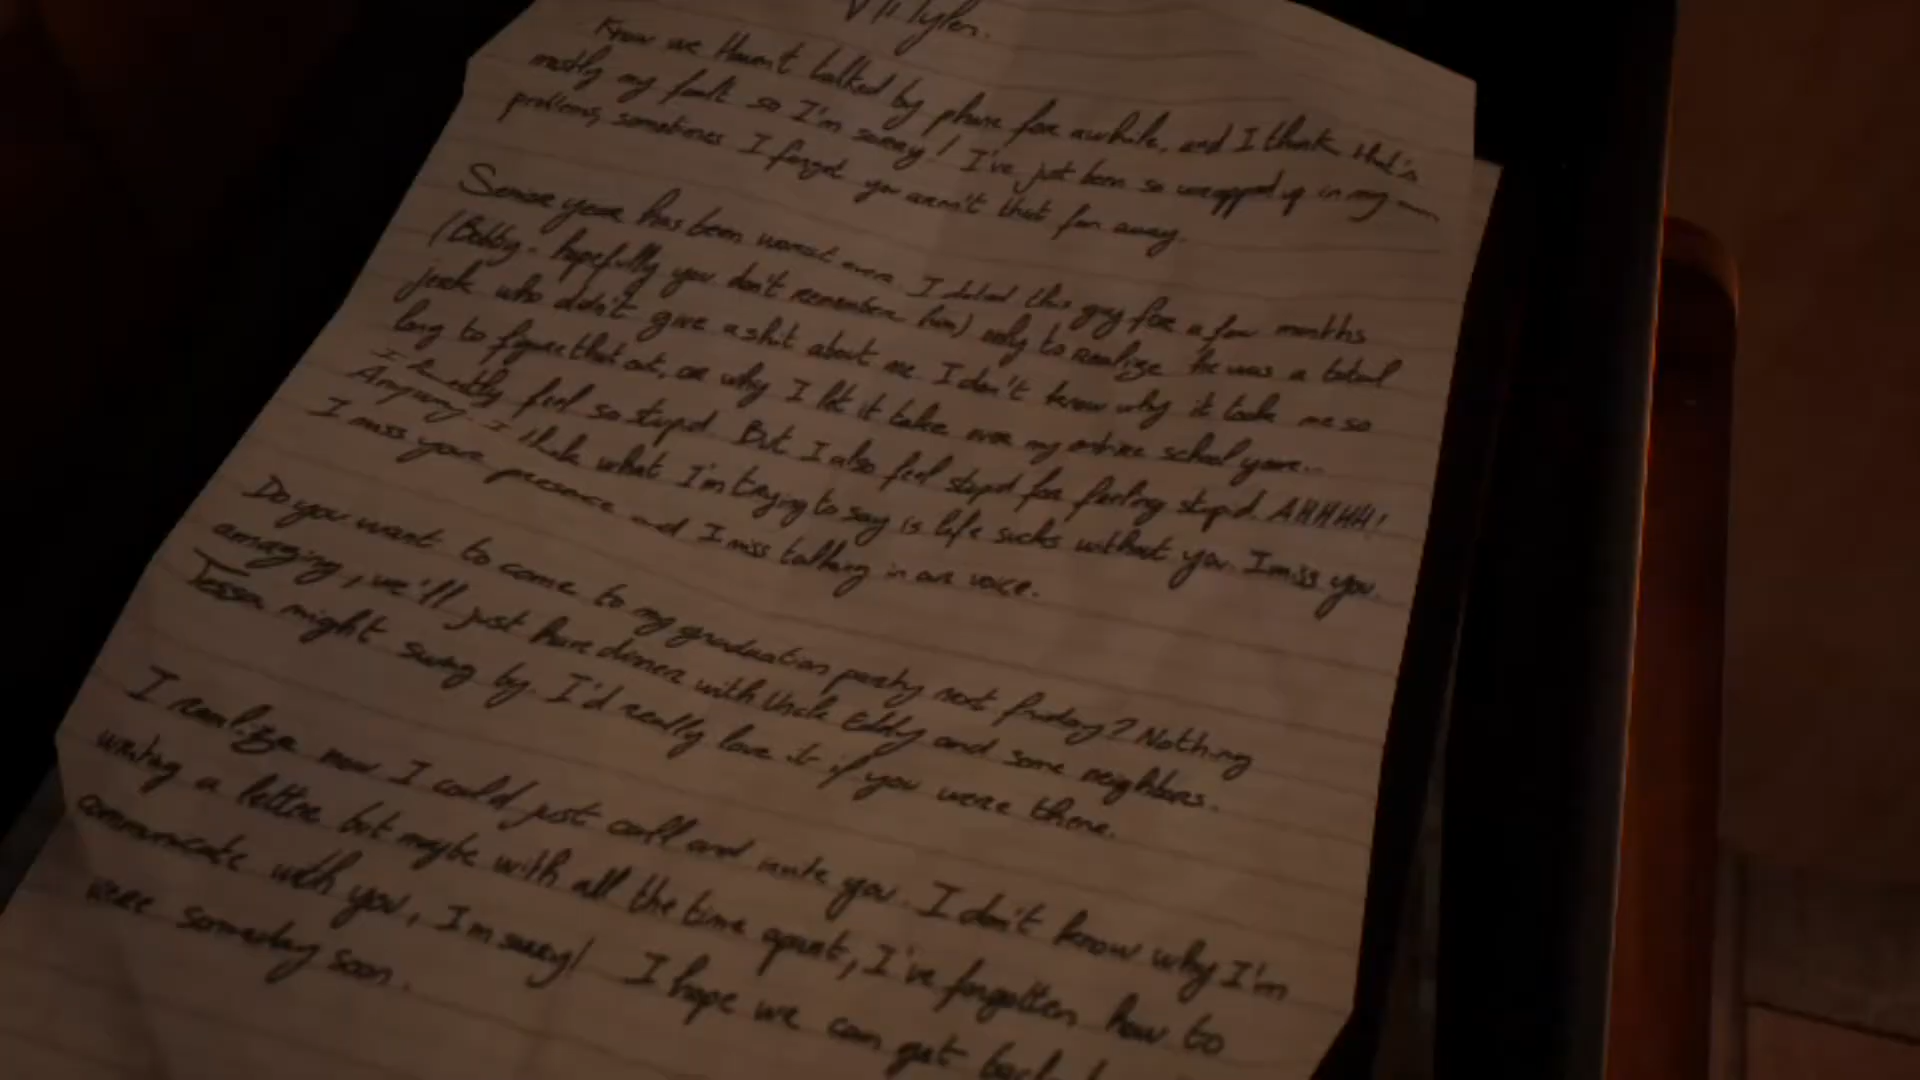 Tyler.
Know we Haven't talked by phone for awhile, and I think that's
mostly my fault so I'm sorry! I've just been so wrapped up in my own
problems, sometimes I forget you aren't that far away.
Senior year has been worst ever. I dated this guy for a few months
(Bobby - hopefully you don't remember him) only to realize he was a total
jerk who didn't give a shit about me. I don't know why it took me so
long to figure that out, or why I let it take over my entire school year...
I feel so stupid. But I also feel stupid for feeling stupid. AHHHH!
Anyway. I think what I'm trying to say is life sucks without you. I miss you.
I miss your presence and I miss talking in our voice.
Do you want to come to my graduation party next friday? Nothing
amazing, we'll just have dinner with Uncle Eddy and some neighbors.
Tessa might swing by. I'd really love it if you were there.
I realize now I could just call and invite you. I don't know why I'm
writing a letter but maybe with all the time apart, I've forgotten how to
communicate with you, I'm sorry! I hope we can get back
were someday soon.